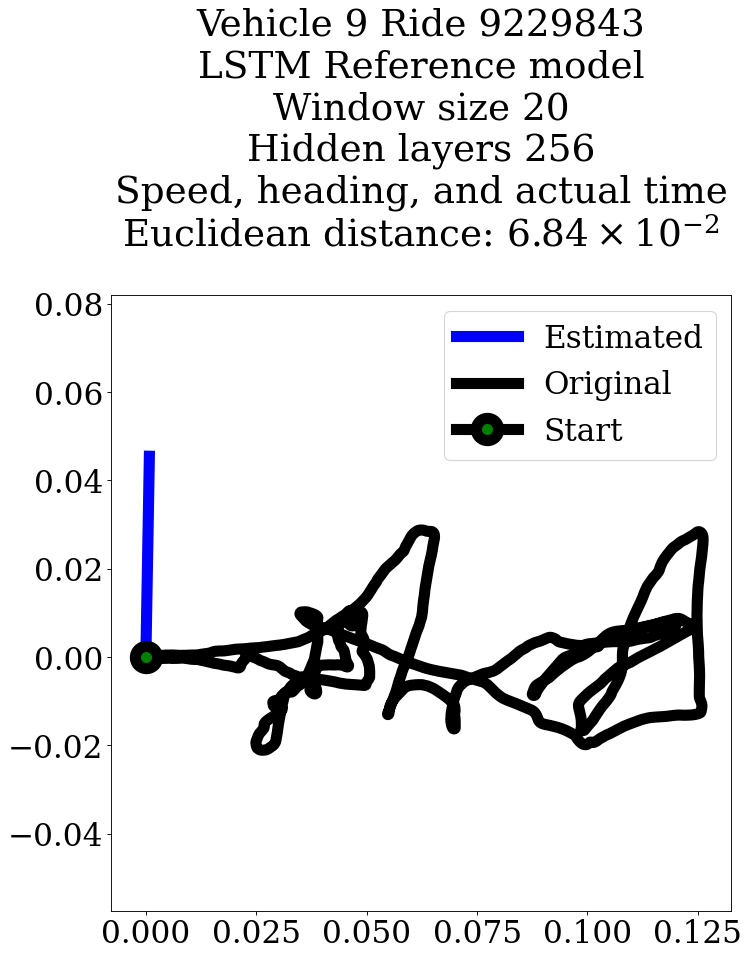 Vehicle 9 Ride 9229843
LSTM Reference model
Window size 20
Hidden layers 256
Speed, heading, and actual time
Euclidean distance: 6.84 × 10⁻²
Estimated
Original
Start
0.08
0.06
0.04
0.02
0.00
−0.02
−0.04
0.000 0.025 0.050 0.075 0.100 0.125